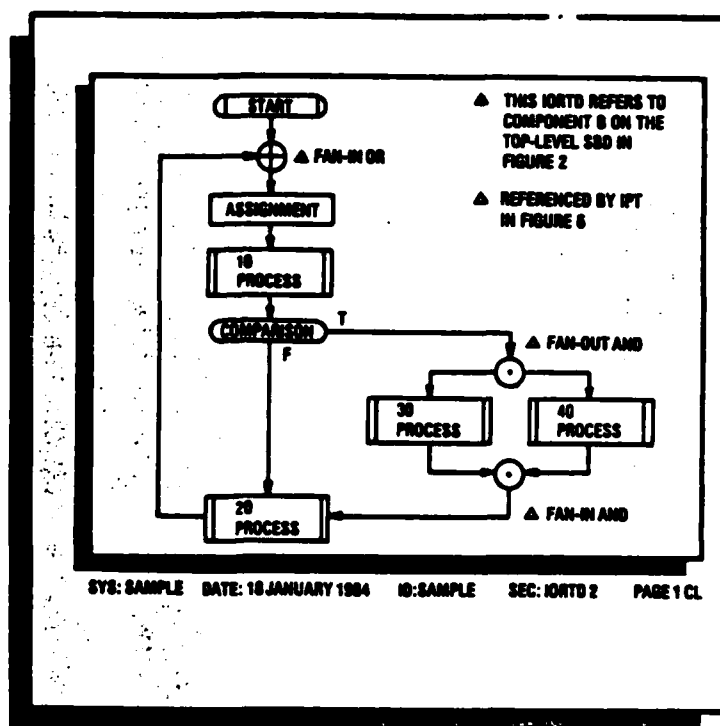 START
▲ THIS IORTD REFERS TO
COMPONENT B ON THE
TOP-LEVEL SBD IN
FIGURE 2
▲ FAN-IN OR
ASSIGNMENT
▲ REFERENCED BY IPT
IN FIGURE 6
10
PROCESS
COMPARISON
T
F
▲ FAN-OUT AND
30
PROCESS
40
PROCESS
20
PROCESS
▲ FAN-IN AND
SYS: SAMPLE DATE: 18 JANUARY 1984 ID:SAMPLE SEC: IORTD 2 PAGE 1 CL